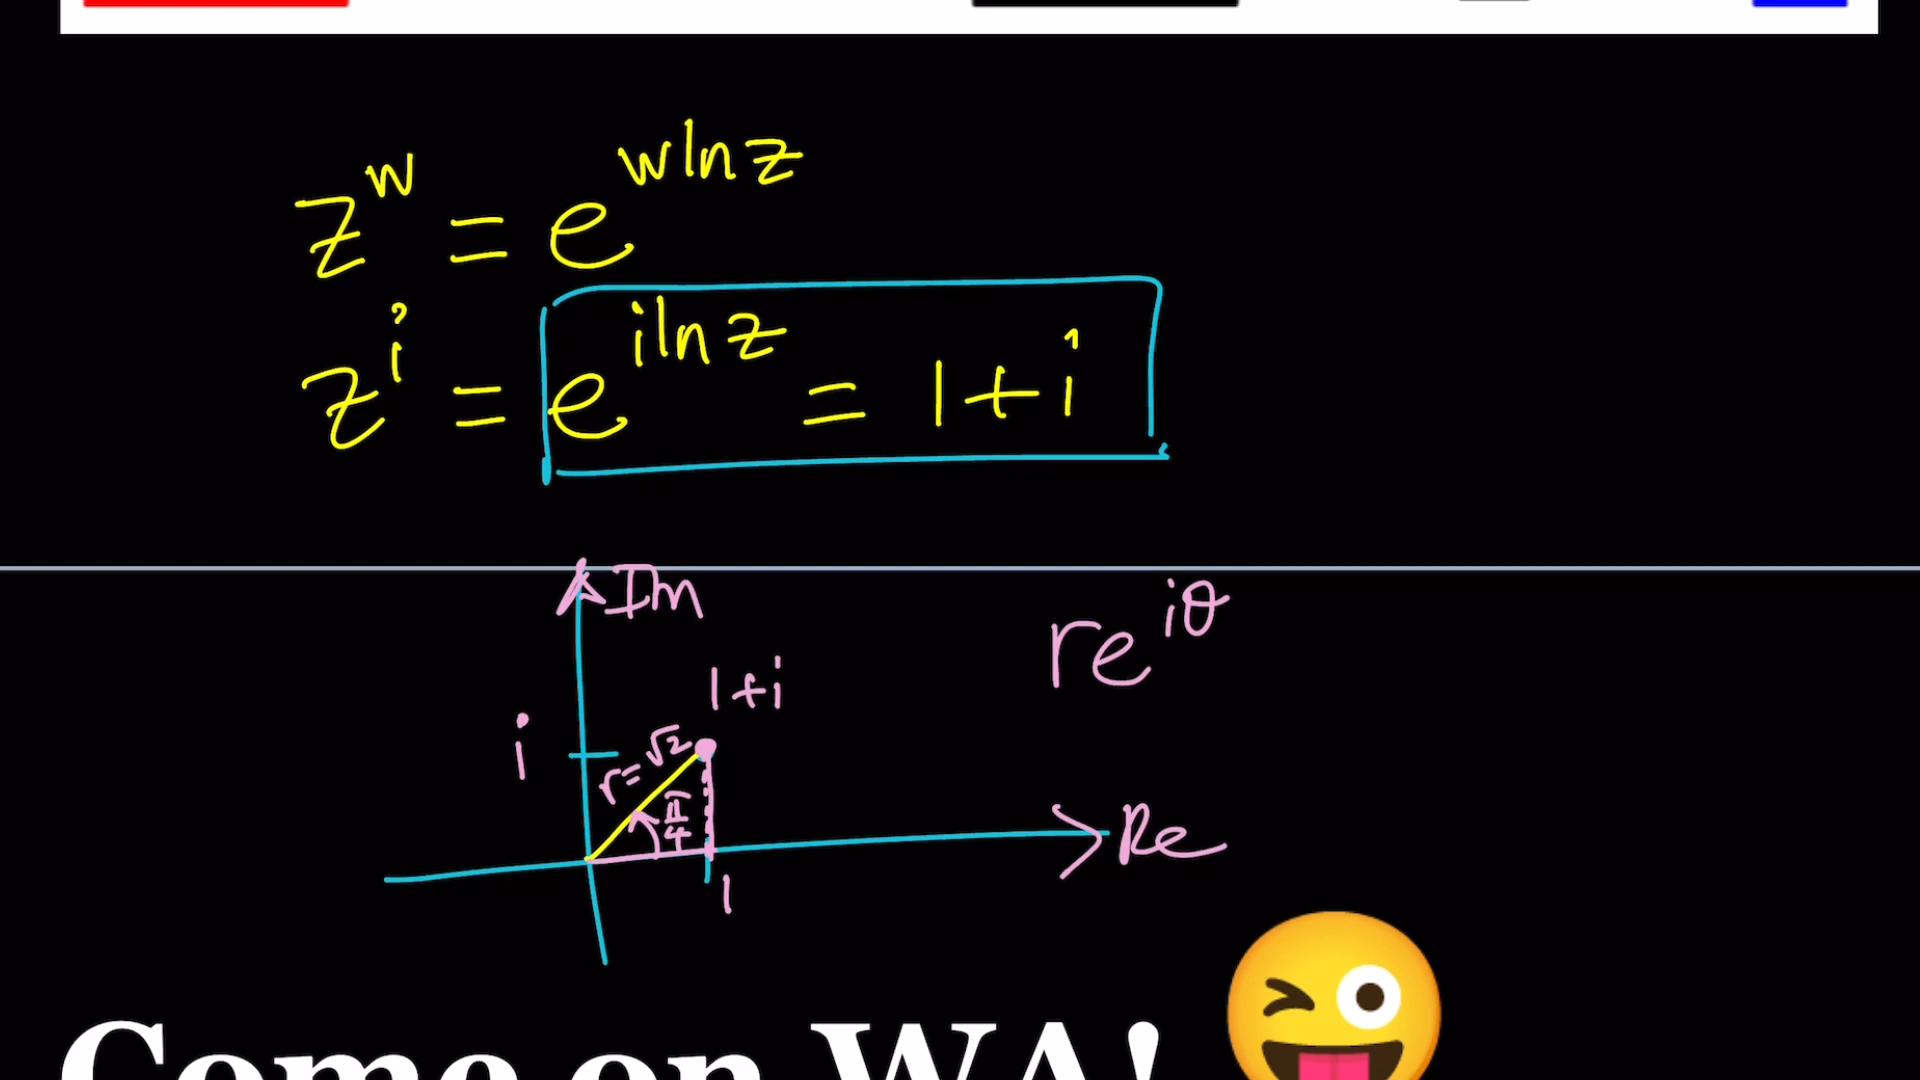 z^w = e^{w ln z}
z^i = e^{i ln z} = 1 + i
Im
re^{iθ}
1+i
i
r=√2
π/4
Re
1
Come on WA!